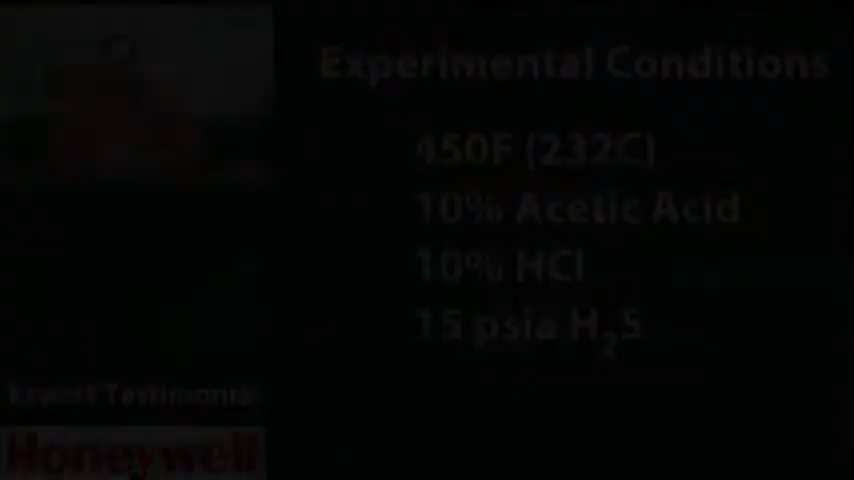 Experimental Conditions
450F (232C)
10% Acetic Acid
10% HCl
15 psia H₂S
Expert Testimonial
Honeywell